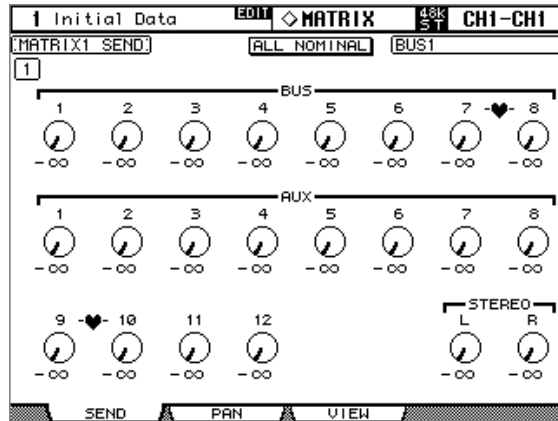 1 Initial Data EDIT ◇MATRIX 48K ST CH1-CH1
MATRIX1 SEND ALL NOMINAL BUS1
1
BUS
1 2 3 4 5 6 7 -♥- 8
-∞ -∞ -∞ -∞ -∞ -∞ -∞ -∞
AUX
1 2 3 4 5 6 7 8
-∞ -∞ -∞ -∞ -∞ -∞ -∞ -∞
STEREO
9 -♥- 10 11 12 L R
-∞ -∞ -∞ -∞ -∞ -∞
SEND PAN VIEW